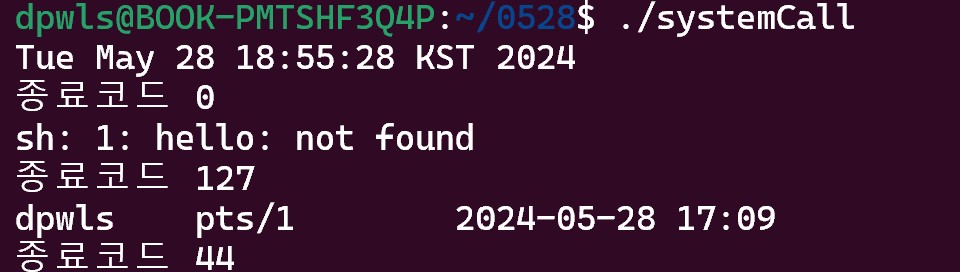 dpwls@BOOK-PMTSHF3Q4P:~/0528$ ./systemCall
Tue May 28 18:55:28 KST 2024
종료코드 0
sh: 1: hello: not found
종료코드 127
dpwls    pts/1        2024-05-28 17:09
종료코드 44